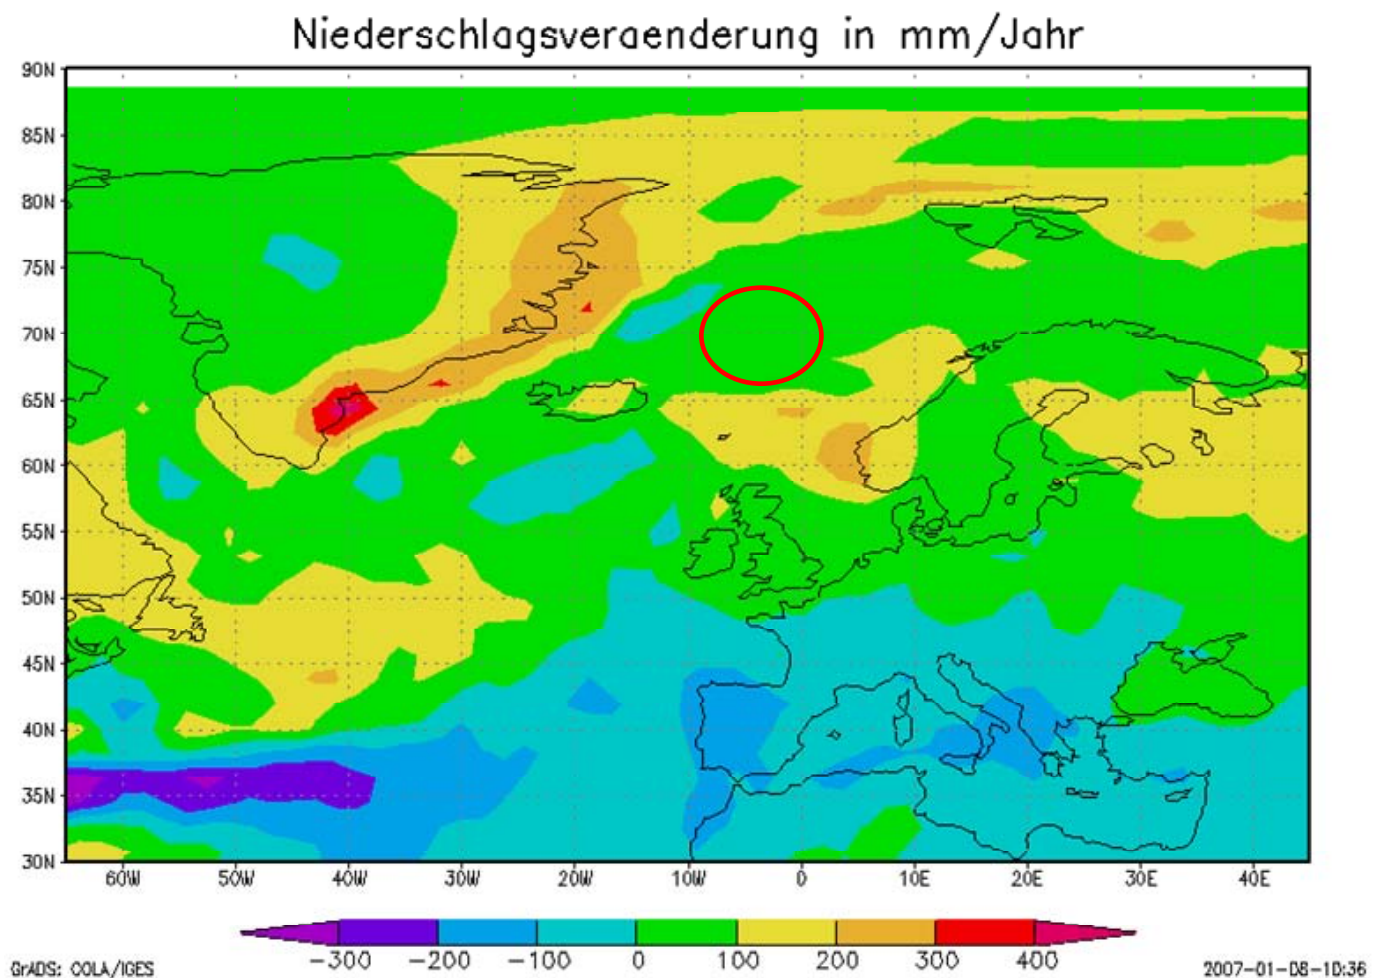 Niederschlagsveraenderung in mm/Jahr
90N
85N
80N
75N
70N
65N
60N
55N
50N
45N
40N
35N
30N
60W 50W 40W 30W 20W 10W 0 10E 20E 30E 40E
-300 -200 -100 0 100 200 300 400
GrADS: COLA/IGES 2007-01-08-10:36